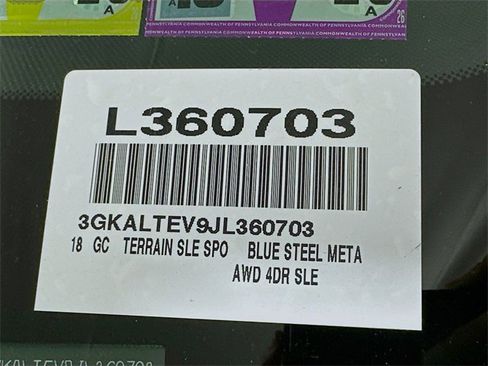 COMMONWEALTH OF PENNSYLVANIA COMMONWEALTH OF PENNSYLVANIA
L360703
3GKALTEV9JL360703
18 GC TERRAIN SLE SPO BLUE STEEL META
AWD 4DR SLE